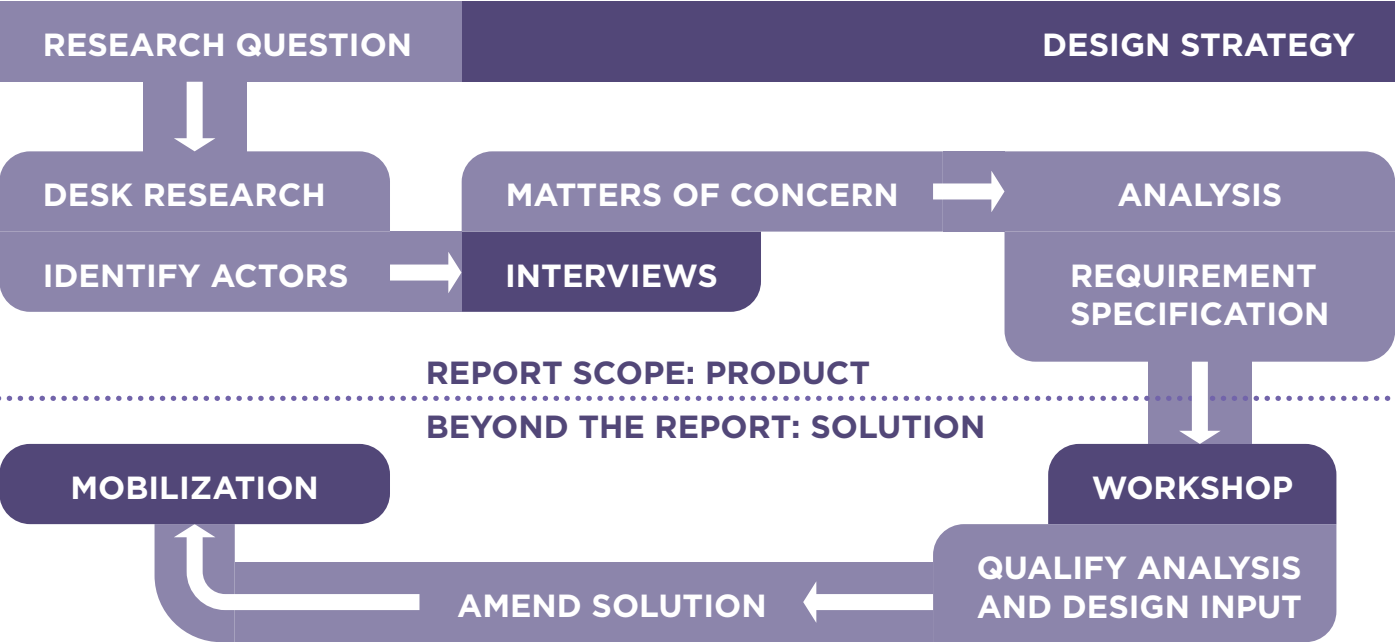 RESEARCH QUESTION
DESIGN STRATEGY
DESK RESEARCH
MATTERS OF CONCERN
ANALYSIS
IDENTIFY ACTORS
INTERVIEWS
REQUIREMENT
SPECIFICATION
REPORT SCOPE: PRODUCT
BEYOND THE REPORT: SOLUTION
MOBILIZATION
WORKSHOP
QUALIFY ANALYSIS
AND DESIGN INPUT
AMEND SOLUTION